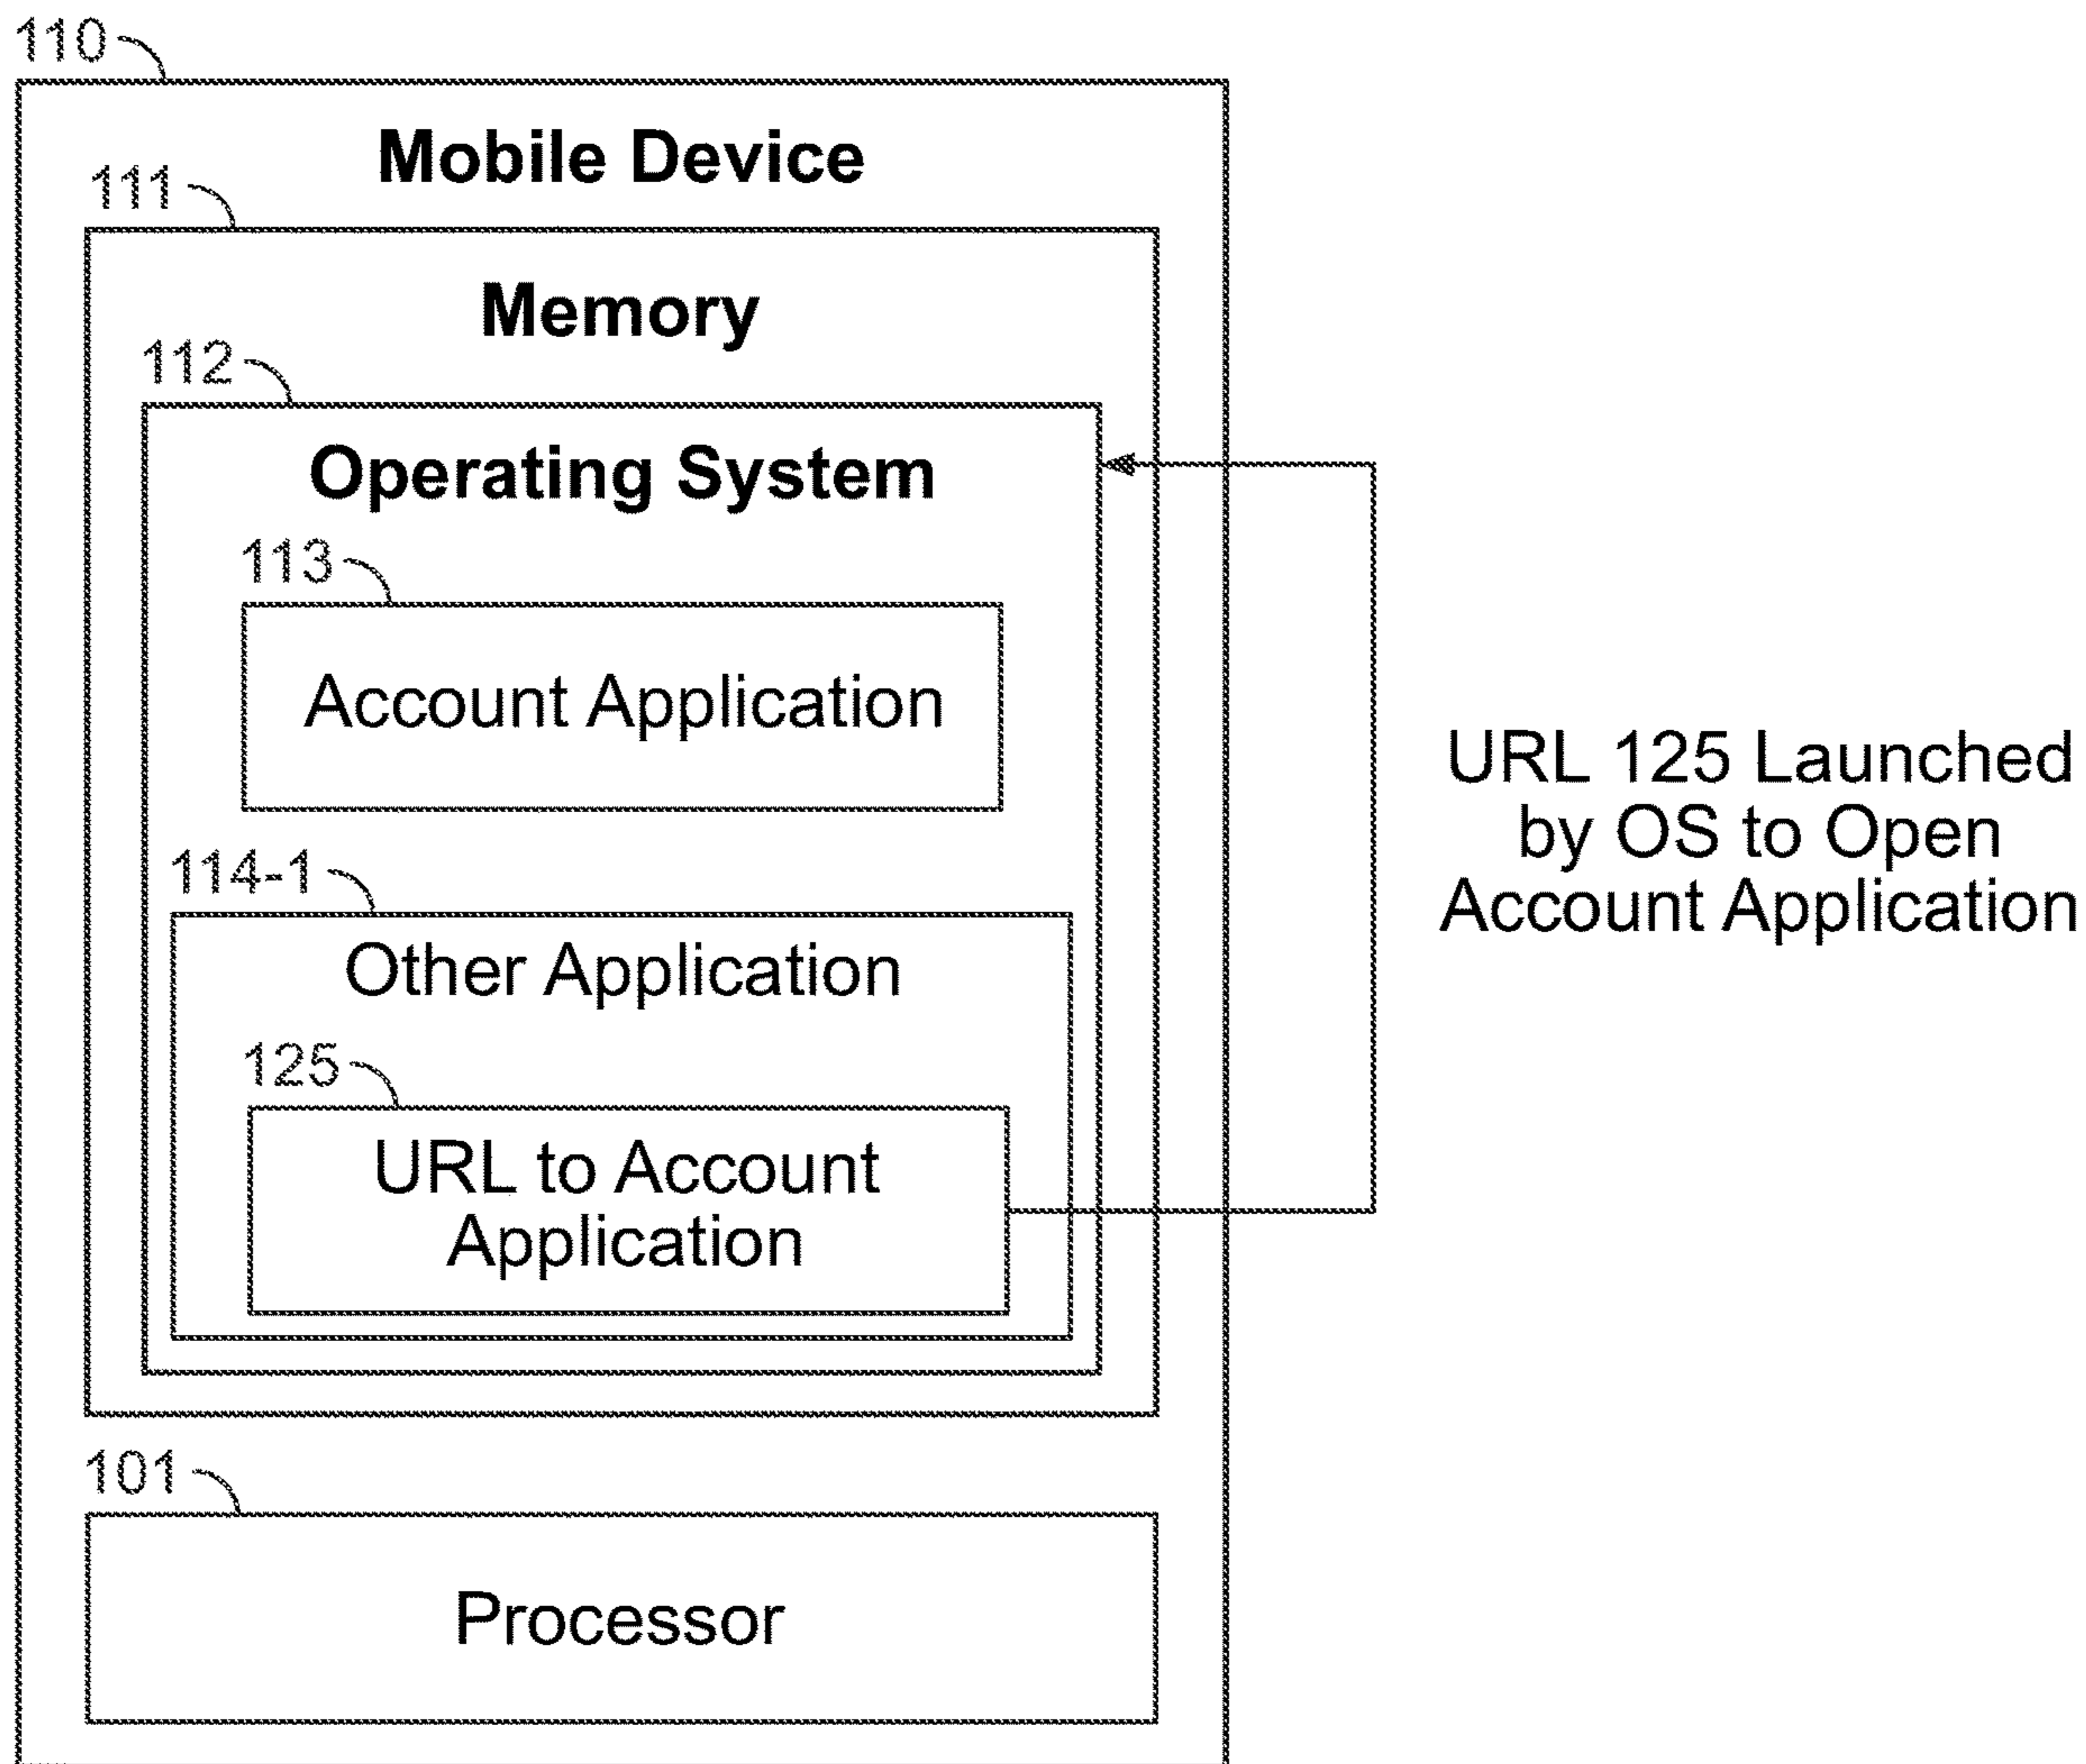 110
Mobile Device
111
Memory
112
Operating System
113
Account Application
114-1
Other Application
125
URL to Account
Application
URL 125 Launched
by OS to Open
Account Application
101
Processor